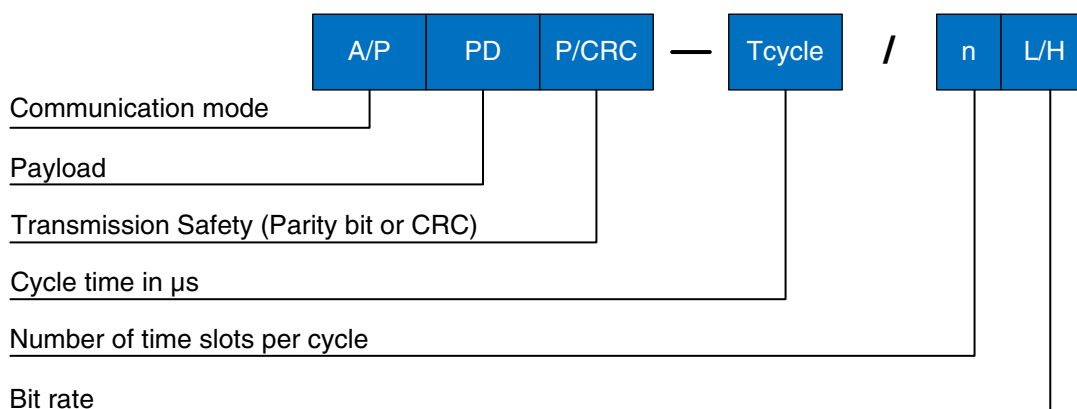 A/P PD P/CRC — Tcycle / n L/H
Communication mode
Payload
Transmission Safety (Parity bit or CRC)
Cycle time in µs
Number of time slots per cycle
Bit rate